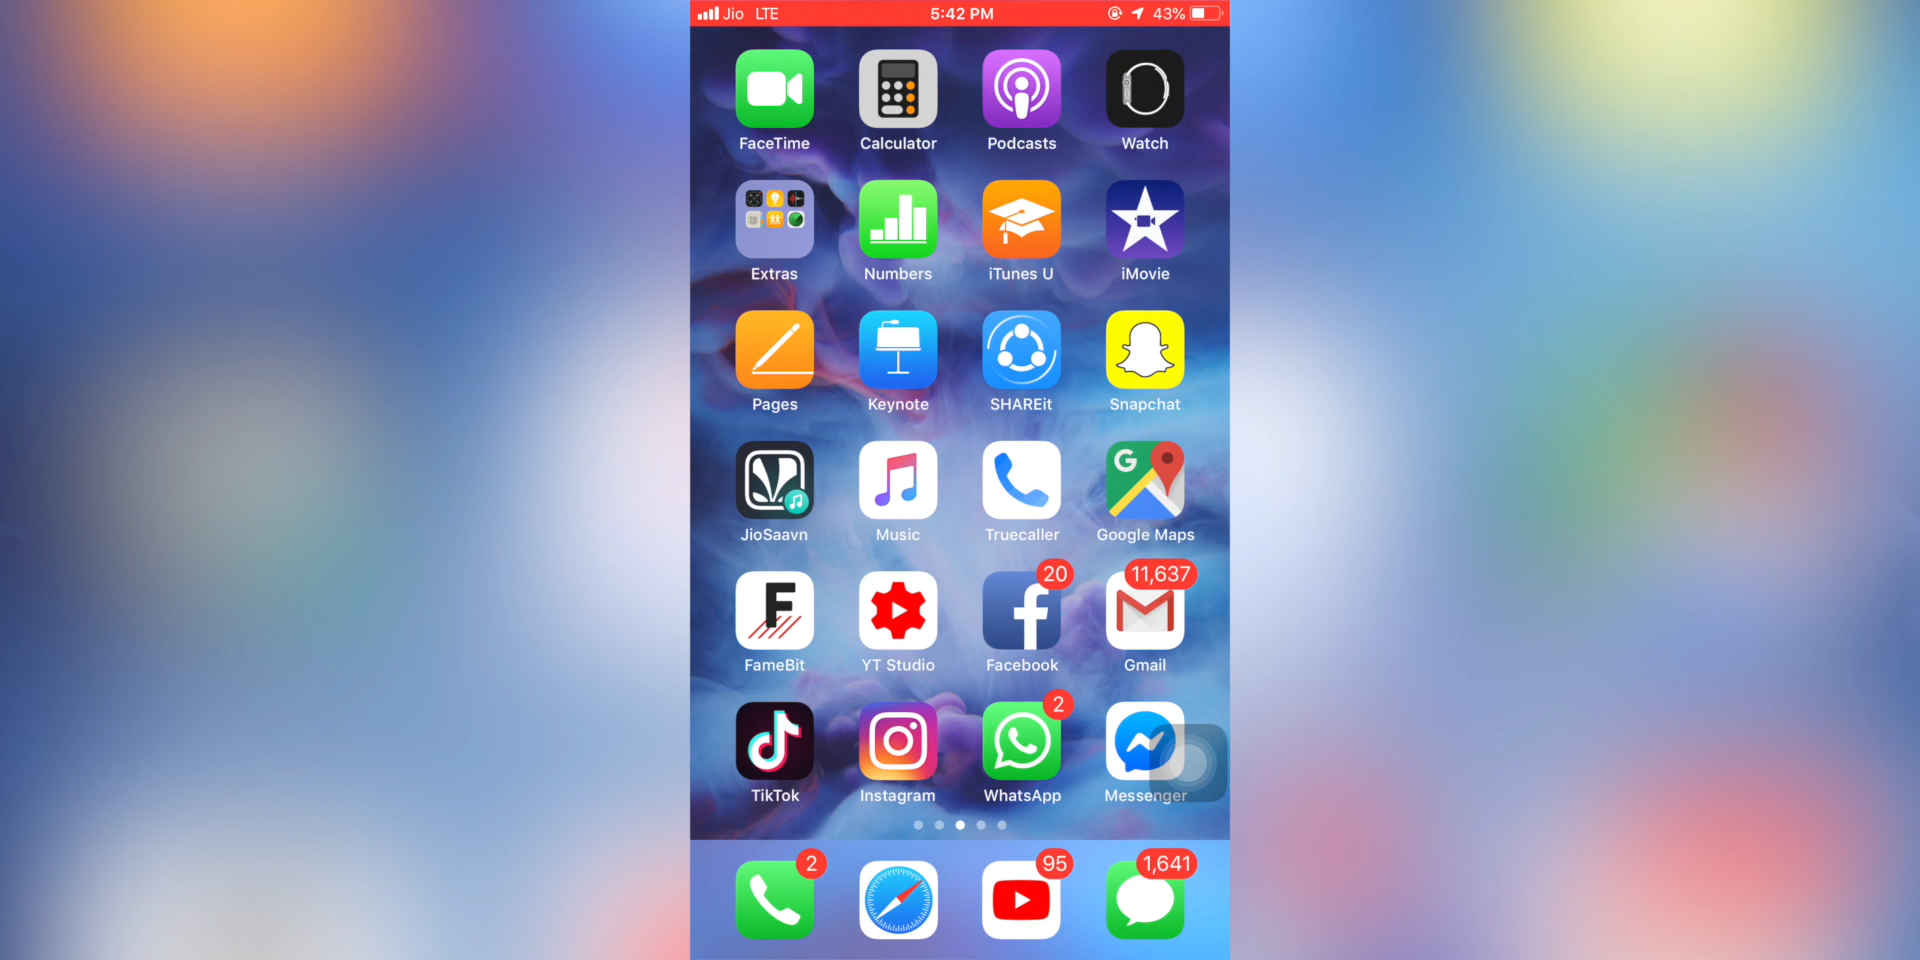 Jio LTE 5:42 PM 43%
FaceTime Calculator Podcasts Watch
Extras Numbers iTunes U iMovie
Pages Keynote SHAREit Snapchat
G
JioSaavn Music Truecaller Google Maps
20 11,637
F f
FameBit YT Studio Facebook Gmail
2
TikTok Instagram WhatsApp Messenger
2 95 1,641